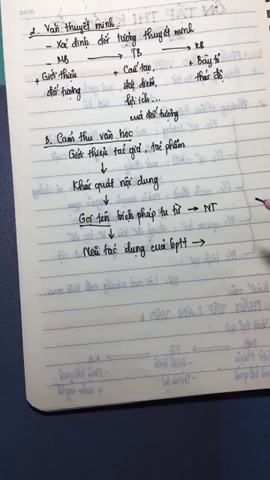 DATE
2. Văn thuyết minh
- Xác định đối tượng thuyết minh
- MB → TB → KB
+ Giới thiệu + Cấu tạo, + Bày tỏ
đối tượng đặc điểm, thái độ
lợi ích...
của đối tượng
3. Cảm thụ văn học
Giới thiệu tác giả, tác phẩm
↓
Khái quát nội dung
↓
Gọi tên biện pháp tu từ → NT
↓
Nêu tác dụng của bptt →